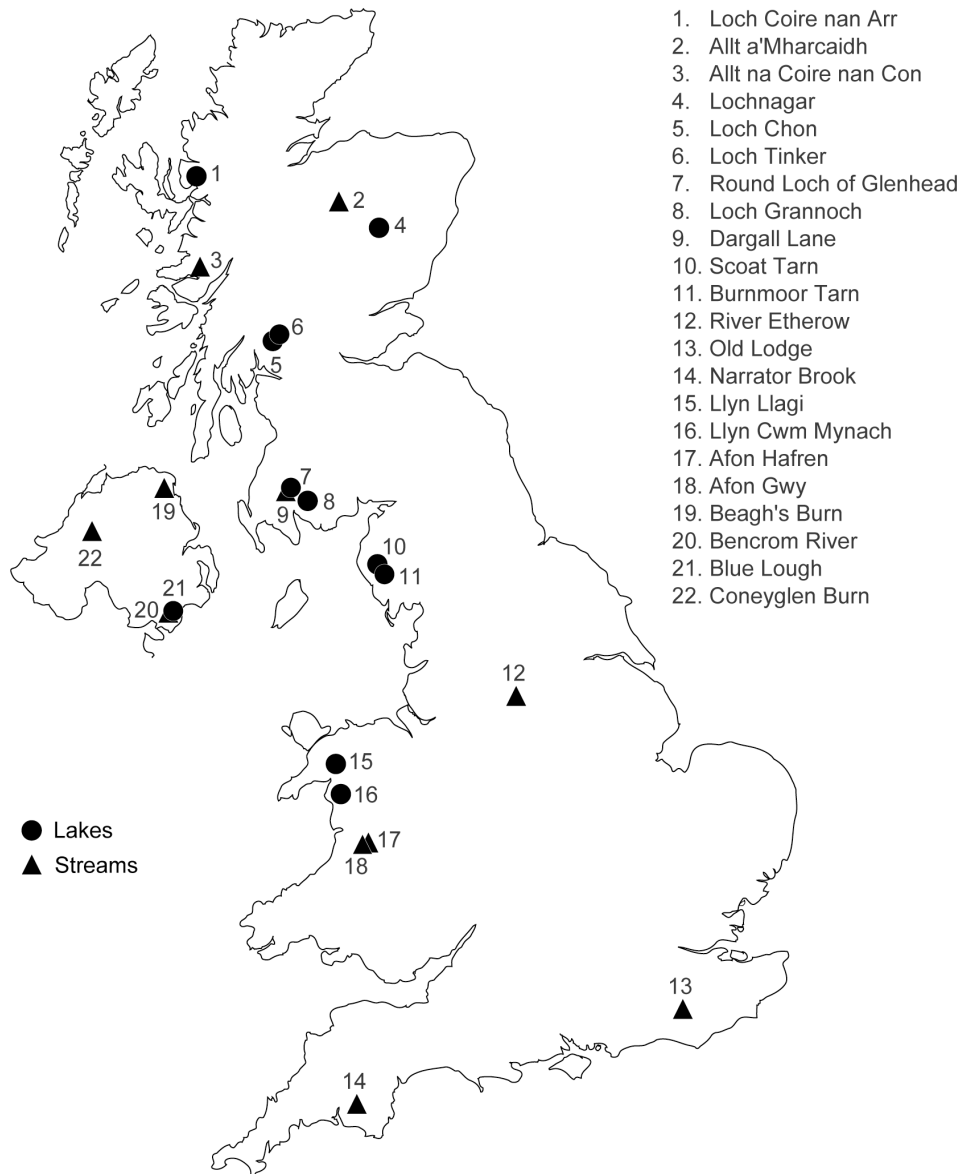 1. Loch Coire nan Arr
2. Allt a'Mharcaidh
3. Allt na Coire nan Con
4. Lochnagar
5. Loch Chon
6. Loch Tinker
7. Round Loch of Glenhead
8. Loch Grannoch
9. Dargall Lane
10. Scoat Tarn
11. Burnmoor Tarn
12. River Etherow
13. Old Lodge
14. Narrator Brook
15. Llyn Llagi
16. Llyn Cwm Mynach
17. Afon Hafren
18. Afon Gwy
19. Beagh's Burn
20. Bencrom River
21. Blue Lough
22. Coneyglen Burn
1
2
4
3
6
5
7
8
9
19
22
10
11
21
20
12
15
16
17
18
13
14
Lakes
Streams